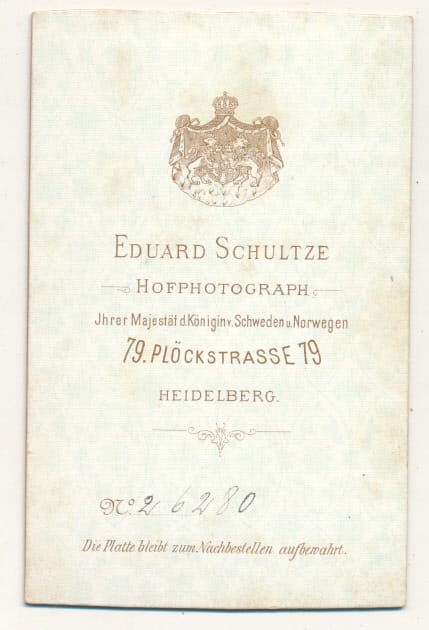 EDUARD SCHULTZE
HOFPHOTOGRAPH
Jhrer Majestät d. Königin v. Schweden u. Norwegen
79. PLÖCKSTRASSE 79
HEIDELBERG.
No. 26280
Die Platte bleibt zum Nachbestellen aufbewahrt.